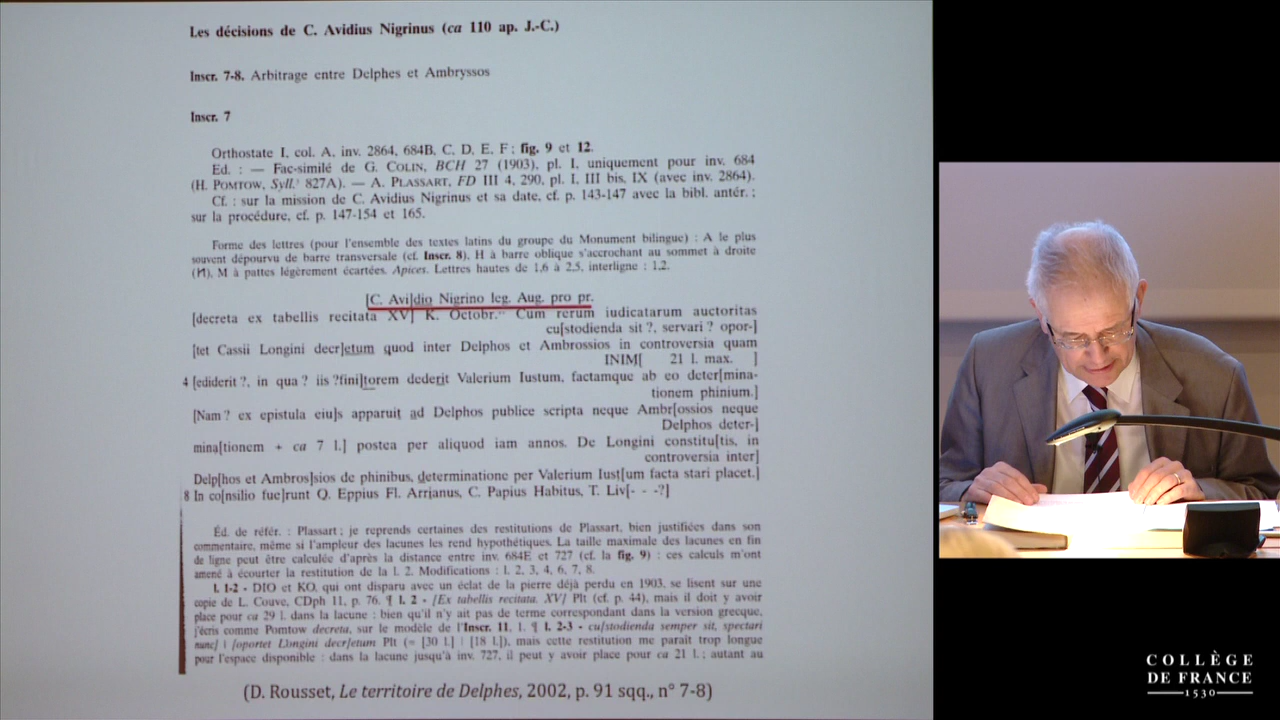 Les décisions de C. Avidius Nigrinus (ca 110 ap. J.-C.)
Inscr. 7-8. Arbitrage entre Delphes et Ambryssos
Inscr. 7
Orthostate I, col. A, inv. 2864, 684B, C, D, E, F ; fig. 9 et 12.
Ed. : — Fac-similé de G. COLIN, BCH 27 (1903), pl. I, uniquement pour inv. 684
(H. POMTOW, Syll.³ 827A). — A. PLASSART, FD III 4, 290, pl. I, III bis, IX (avec inv. 2864).
Cf. : sur la mission de C. Avidius Nigrinus et sa date, cf. p. 143-147 avec la bibl. antér. ;
sur la procédure, cf. p. 147-154 et 165.
Forme des lettres (pour l'ensemble des textes latins du groupe du Monument bilingue) : A le plus
souvent dépourvu de barre transversale (cf. Inscr. 8), H à barre oblique s'accrochant au sommet à droite
M à pattes légèrement écartées. Apices. Lettres hautes de 1,6 à 2,5, interligne : 1,2.
[C. Avi]dio Nigrino leg. Aug. pro pr.
[decreta ex tabellis recitata XV] K. Octobr. Cum rerum iudicatarum auctoritas
cu[stodienda sit ?, servari ? opor-]
[tet Cassii Longini decr]etum quod inter Delphos et Ambrossios in controversia quam
INIM[ 21 l. max. ]
4 [ediderit ?, in qua ? iis ?fini]torem dederit Valerium Iustum, factamque ab eo deter[mina-
tionem phinium.]
[Nam ? ex epistula eiu]s apparuit ad Delphos publice scripta neque Ambr[ossios neque
Delphos deter-]
mina[tionem + ca 7 l.] postea per aliquod iam annos. De Longini constitu[tis, in
controversia inter]
Delp[hos et Ambros]sios de phinibus, determinatione per Valerium Iust[um facta stari placet.]
8 In co[nsilio fue]runt Q. Eppius Fl. Arrianus, C. Papius Habitus, T. Liv[- - -?]
Éd. de référ. : Plassart ; je reprends certaines des restitutions de Plassart, bien justifiées dans son
commentaire, même si l'ampleur des lacunes les rend hypothétiques. La taille maximale des lacunes en fin
de ligne peut être calculée d'après la distance entre inv. 684E et 727 (cf. la fig. 9) : ces calculs m'ont
amené à écourter la restitution de la l. 2. Modifications : l. 2, 3, 4, 6, 7, 8.
L. 1-2 - DIO et KO, qui ont disparu avec un éclat de la pierre déjà perdu en 1903, se lisent sur une
copie de L. Couve, CDph 11, p. 76. ¶ l. 2 - [Ex tabellis recitata. XV] Plt (cf. p. 44), mais il doit y avoir
place pour ca 29 l. dans la lacune : bien qu'il n'y ait pas de terme correspondant dans la version grecque,
j'écris comme Pomtow decreta, sur le modèle de l'Inscr. 11, l. 1. ¶ l. 2-3 - cu[stodienda semper sit, spectari
nunc] | [oportet Longini decr]etum Plt (= [30 l.] | [18 l.]), mais cette restitution me paraît trop longue
pour l'espace disponible : dans la lacune jusqu'à inv. 727, il peut y avoir place pour ca 21 l. ; autant au
(D. Rousset, Le territoire de Delphes, 2002, p. 91 sqq., n° 7-8)
COLLÈGE
DE FRANCE
1530